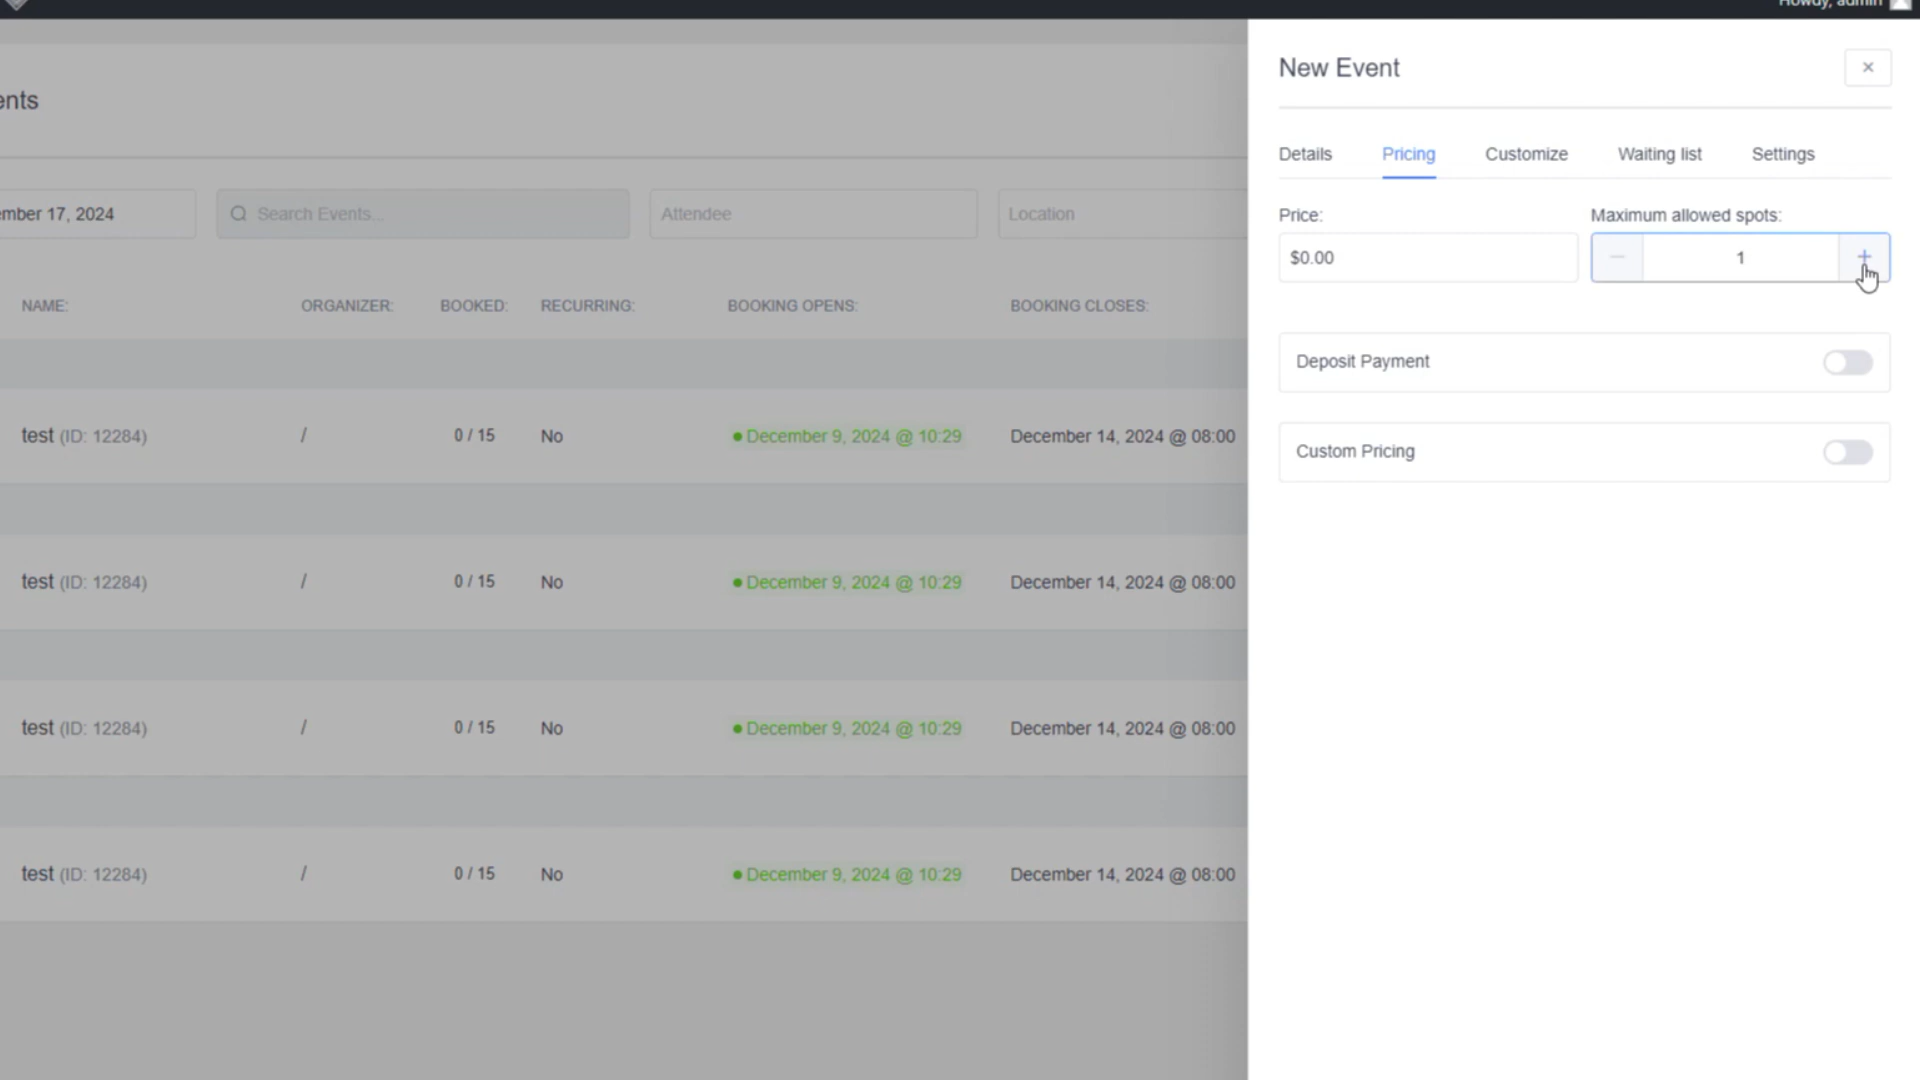 Howdy, admin
New Event
×
Details Pricing Customize Waiting list Settings
Price:
$0.00
Maximum allowed spots:
1
Deposit Payment
Custom Pricing
ents
ember 17, 2024
Search Events...
Attendee
Location
NAME: ORGANIZER: BOOKED: RECURRING: BOOKING OPENS: BOOKING CLOSES:
test (ID: 12284) / 0 / 15 No December 9, 2024 @ 10:29 December 14, 2024 @ 08:00
test (ID: 12284) / 0 / 15 No December 9, 2024 @ 10:29 December 14, 2024 @ 08:00
test (ID: 12284) / 0 / 15 No December 9, 2024 @ 10:29 December 14, 2024 @ 08:00
test (ID: 12284) / 0 / 15 No December 9, 2024 @ 10:29 December 14, 2024 @ 08:00